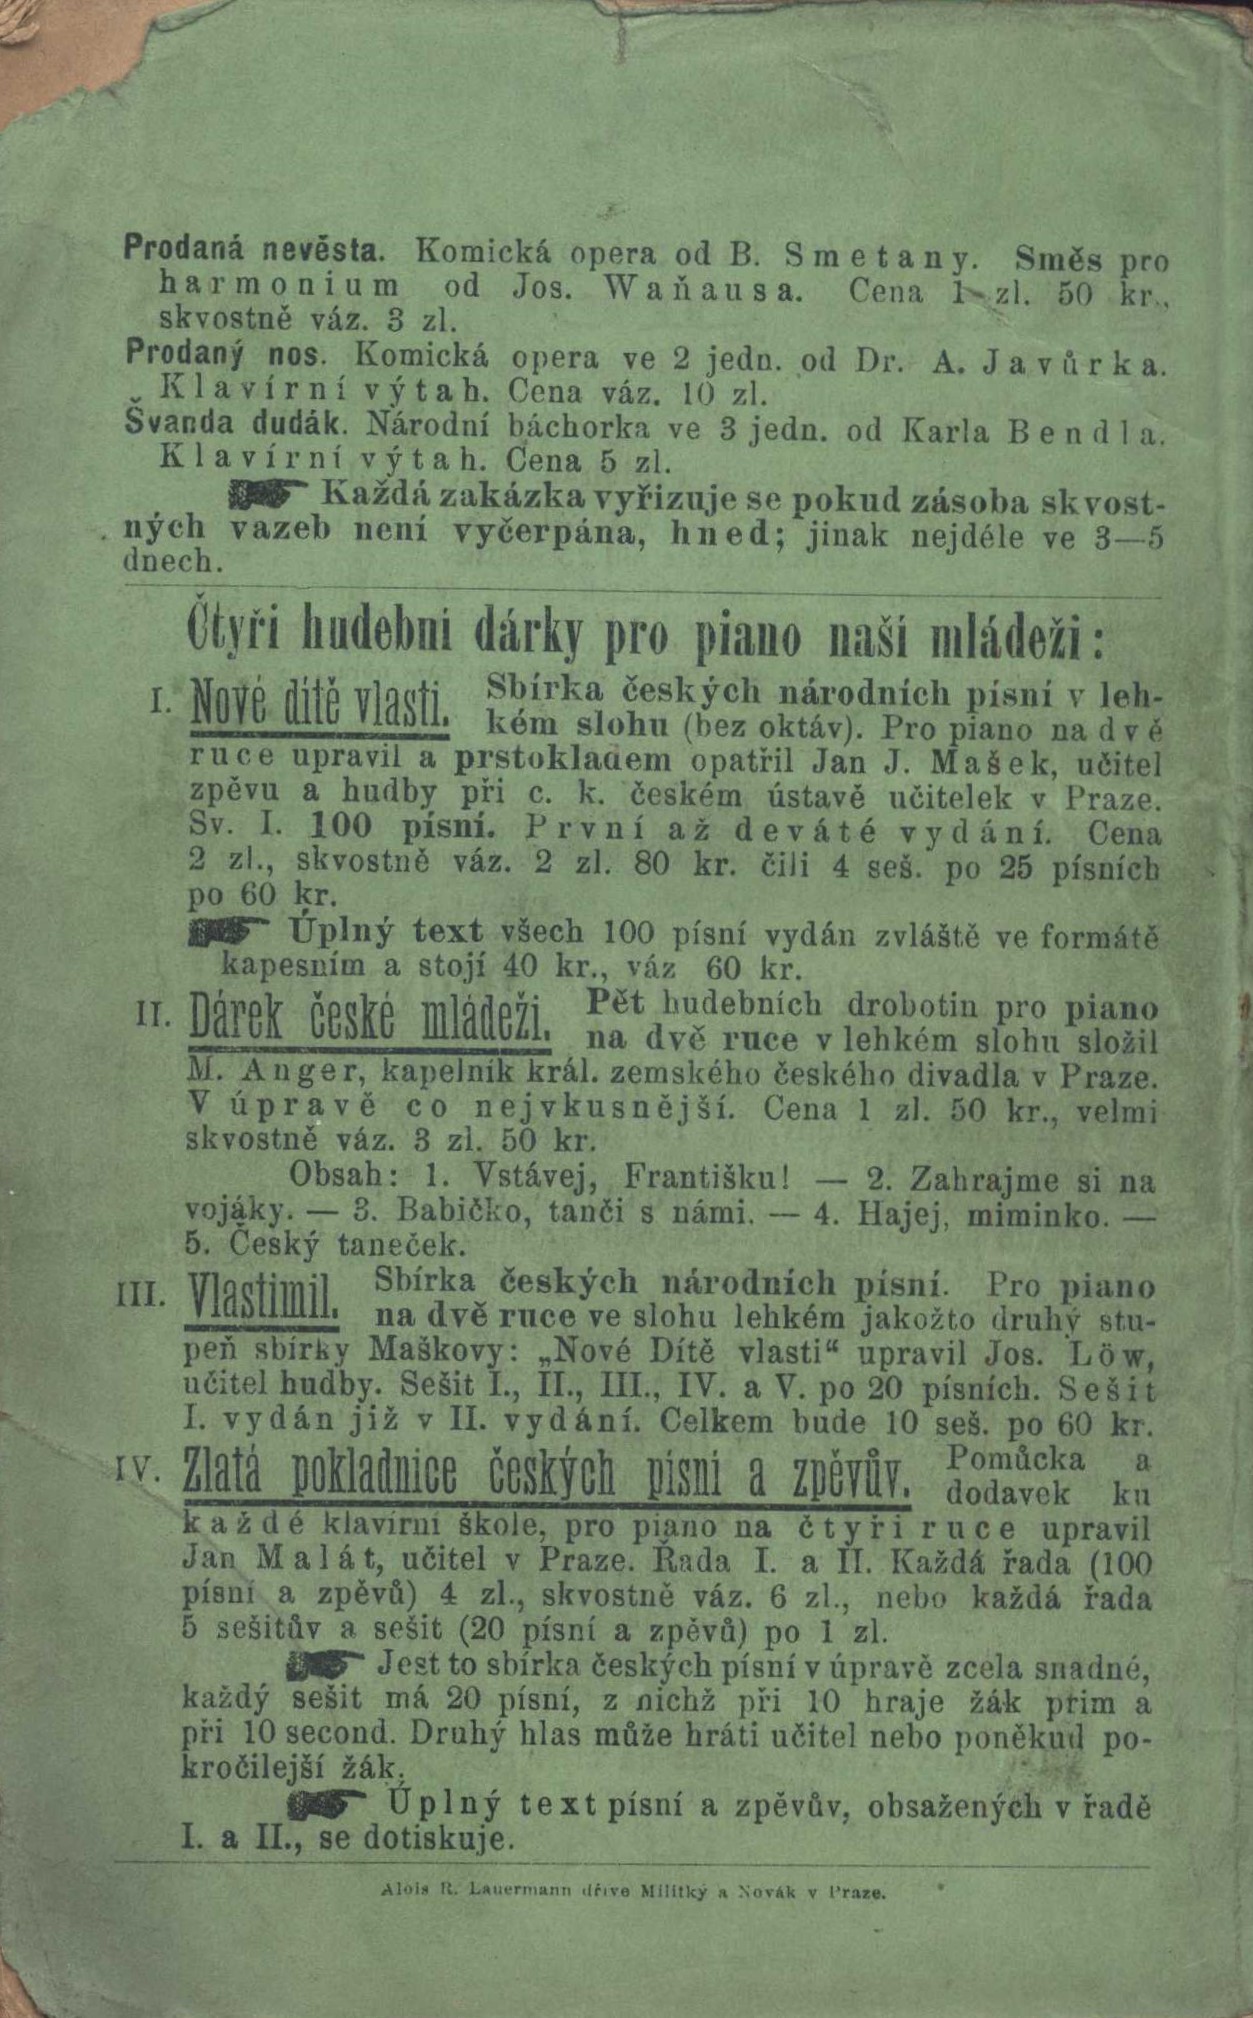 Prodaná nevěsta. Komická opera od B. Smetany. Směs pro
harmonium od Jos. Waňausa. Cena 1 zl. 50 kr.,
skvostně váz. 3 zl.
Prodaný nos. Komická opera ve 2 jedn. od Dr. A. Javůrka.
Klavírní výtah. Cena váz. 10 zl.
Švanda dudák. Národní báchorka ve 3 jedn. od Karla Bendla.
Klavírní výtah. Cena 5 zl.
☛ Každá zakázka vyřizuje se pokud zásoba skvost-
ných vazeb není vyčerpána, hned; jinak nejdéle ve 3—5
dnech.
Čtyři hudební dárky pro piano naší mládeži:
I. Nové dítě vlasti. Sbírka českých národních písní v leh-
kém slohu (bez oktáv). Pro piano na dvě
ruce upravil a prstokladem opatřil Jan J. Mašek, učitel
zpěvu a hudby při c. k. českém ústavě učitelek v Praze.
Sv. I. 100 písní. První až deváté vydání. Cena
2 zl., skvostně váz. 2 zl. 80 kr. čili 4 seš. po 25 písních
po 60 kr.
☛ Úplný text všech 100 písní vydán zvláště ve formátě
kapesním a stojí 40 kr., váz 60 kr.
II. Dárek české mládeži. Pět hudebních drobotin pro piano
na dvě ruce v lehkém slohu složil
M. Anger, kapelník král. zemského českého divadla v Praze.
V úpravě co nejvkusnější. Cena 1 zl. 50 kr., velmi
skvostně váz. 3 zl. 50 kr.
Obsah: 1. Vstávej, Františku! — 2. Zahrajme si na
vojáky. — 3. Babičko, tanči s námi. — 4. Hajej, miminko. —
5. Český taneček.
III. Vlastimil. Sbírka českých národních písní. Pro piano
na dvě ruce ve slohu lehkém jakožto druhý stu-
peň sbírky Maškovy: „Nové Dítě vlasti“ upravil Jos. Löw,
učitel hudby. Sešit I., II., III., IV. a V. po 20 písních. Sešit
I. vydán již v II. vydání. Celkem bude 10 seš. po 60 kr.
IV. Zlatá pokladnice českých písní a zpěvův. Pomůcka a
dodavek ku
každé klavírní škole, pro piano na čtyři ruce upravil
Jan Malát, učitel v Praze. Řada I. a II. Každá řada (100
písní a zpěvů) 4 zl., skvostně váz. 6 zl., nebo každá řada
5 sešitův a sešit (20 písní a zpěvů) po 1 zl.
☛ Jest to sbírka českých písní v úpravě zcela snadné,
každý sešit má 20 písní, z nichž při 10 hraje žák prim a
při 10 second. Druhý hlas může hráti učitel nebo poněkud po-
kročilejší žák.
☛ Úplný text písní a zpěvův, obsažených v řadě
I. a II., se dotiskuje.
Alois R. Lauermann dříve Militký a Novák v Praze.